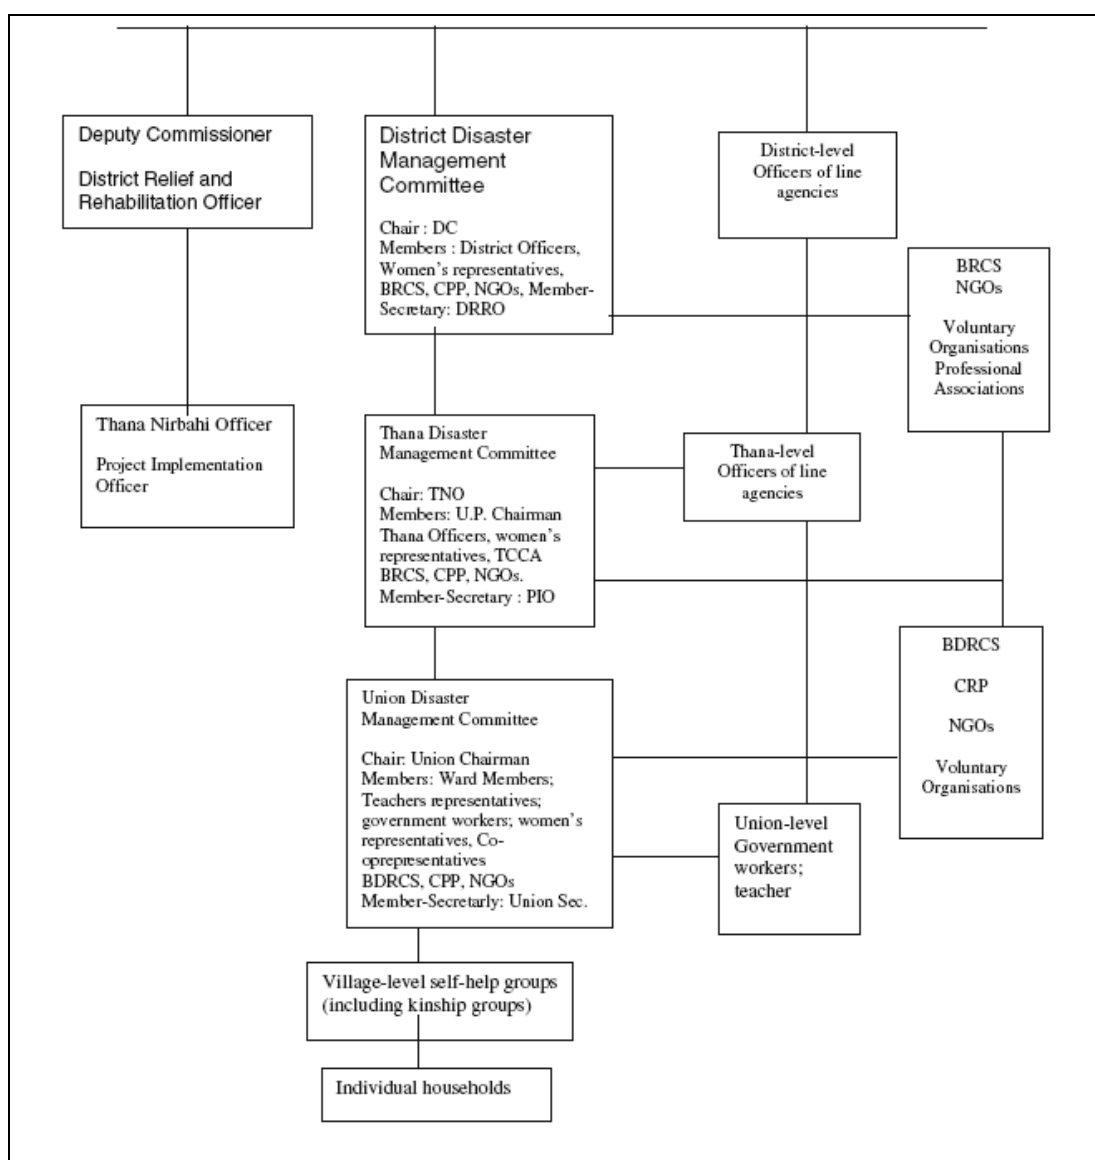 Deputy Commissioner
District Relief and
Rehabilitation Officer
District Disaster
Management
Committee
Chair : DC
Members : District Officers,
Women's representatives,
BRCS, CPP, NGOs, Member-
Secretary: DRRO
District-level
Officers of line
agencies
BRCS
NGOs
Voluntary
Organisations
Professional
Associations
Thana Nirbahi Officer
Project Implementation
Officer
Thana Disaster
Management Committee
Chair: TNO
Members: U.P. Chairman
Thana Officers, women's
representatives, TCCA
BRCS, CPP, NGOs.
Member-Secretary : PIO
Thana-level
Officers of line
agencies
BDRCS
CRP
NGOs
Voluntary
Organisations
Union Disaster
Management Committee
Chair: Union Chairman
Members: Ward Members;
Teachers representatives;
government workers; women's
representatives, Co-
oprepresentatives
BDRCS, CPP, NGOs
Member-Secretarly: Union Sec.
Union-level
Government
workers;
teacher
Village-level self-help groups
(including kinship groups)
Individual households